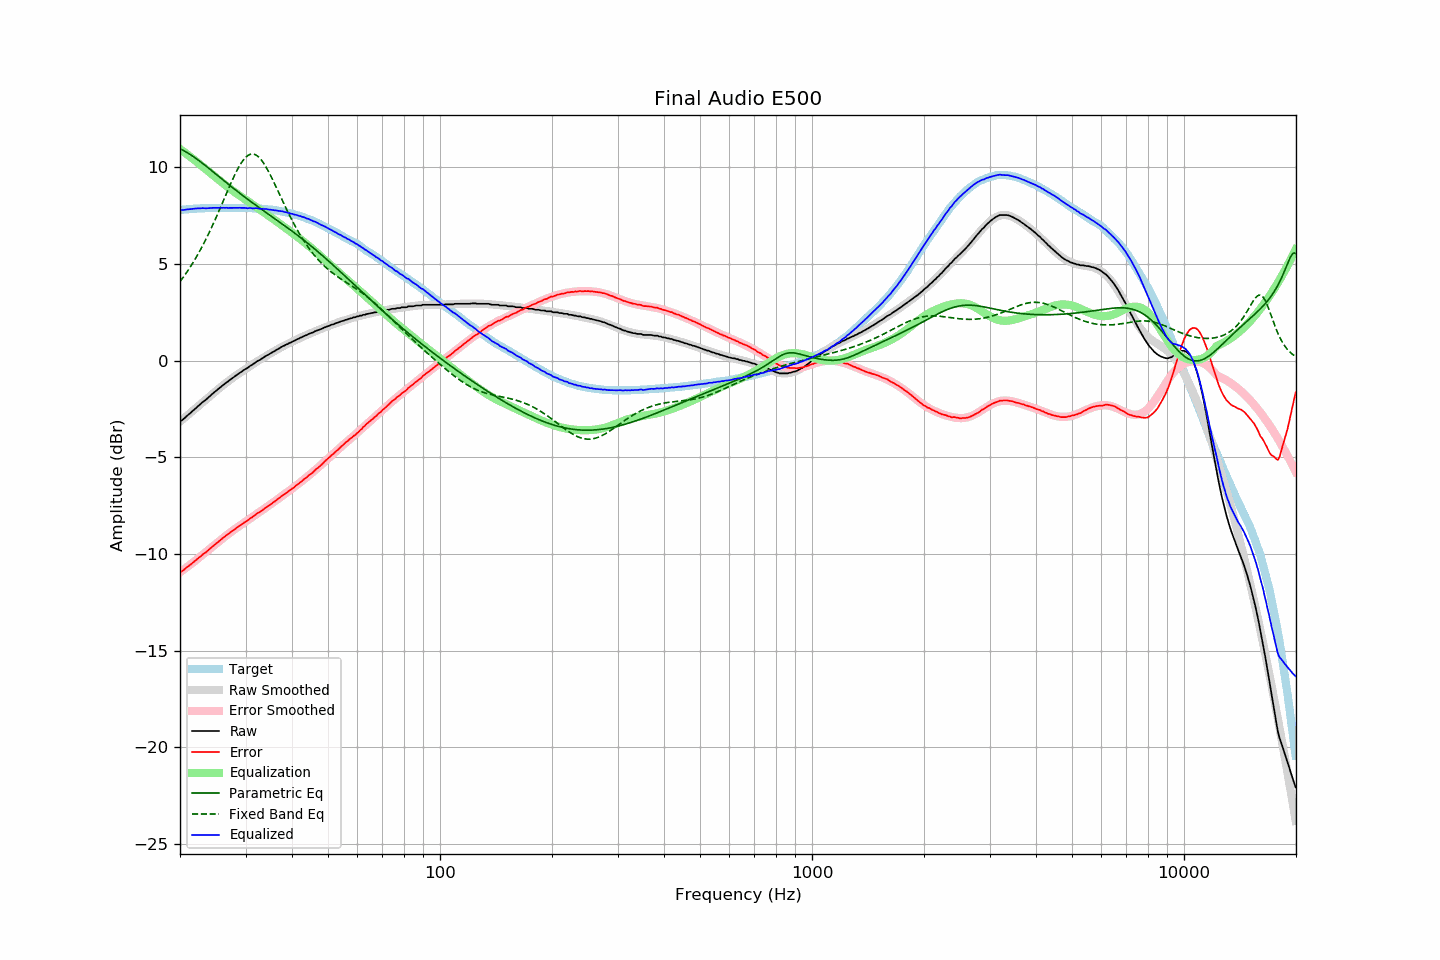 Final Audio E500
Amplitude (dBr)
10
5
0
−5
−10
−15
−20
−25
Target
Raw Smoothed
Error Smoothed
Raw
Error
Equalization
Parametric Eq
Fixed Band Eq
Equalized
100
1000
10000
Frequency (Hz)